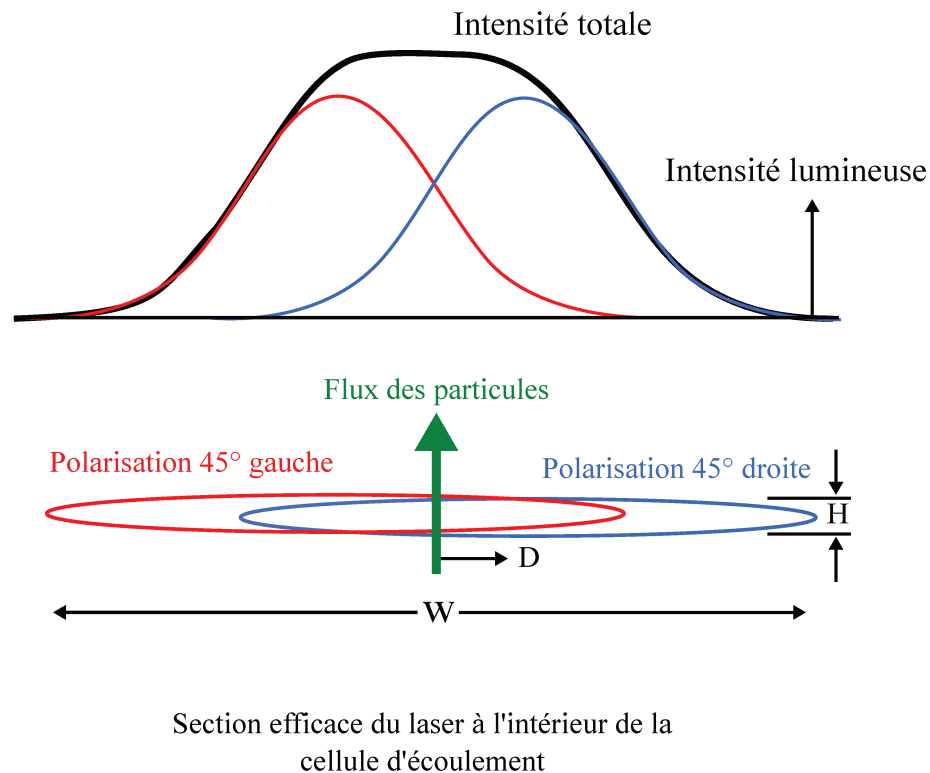 Intensité totale
Intensité lumineuse
Flux des particules
Polarisation 45° gauche
Polarisation 45° droite
H
D
W
Section efficace du laser à l'intérieur de la
cellule d'écoulement